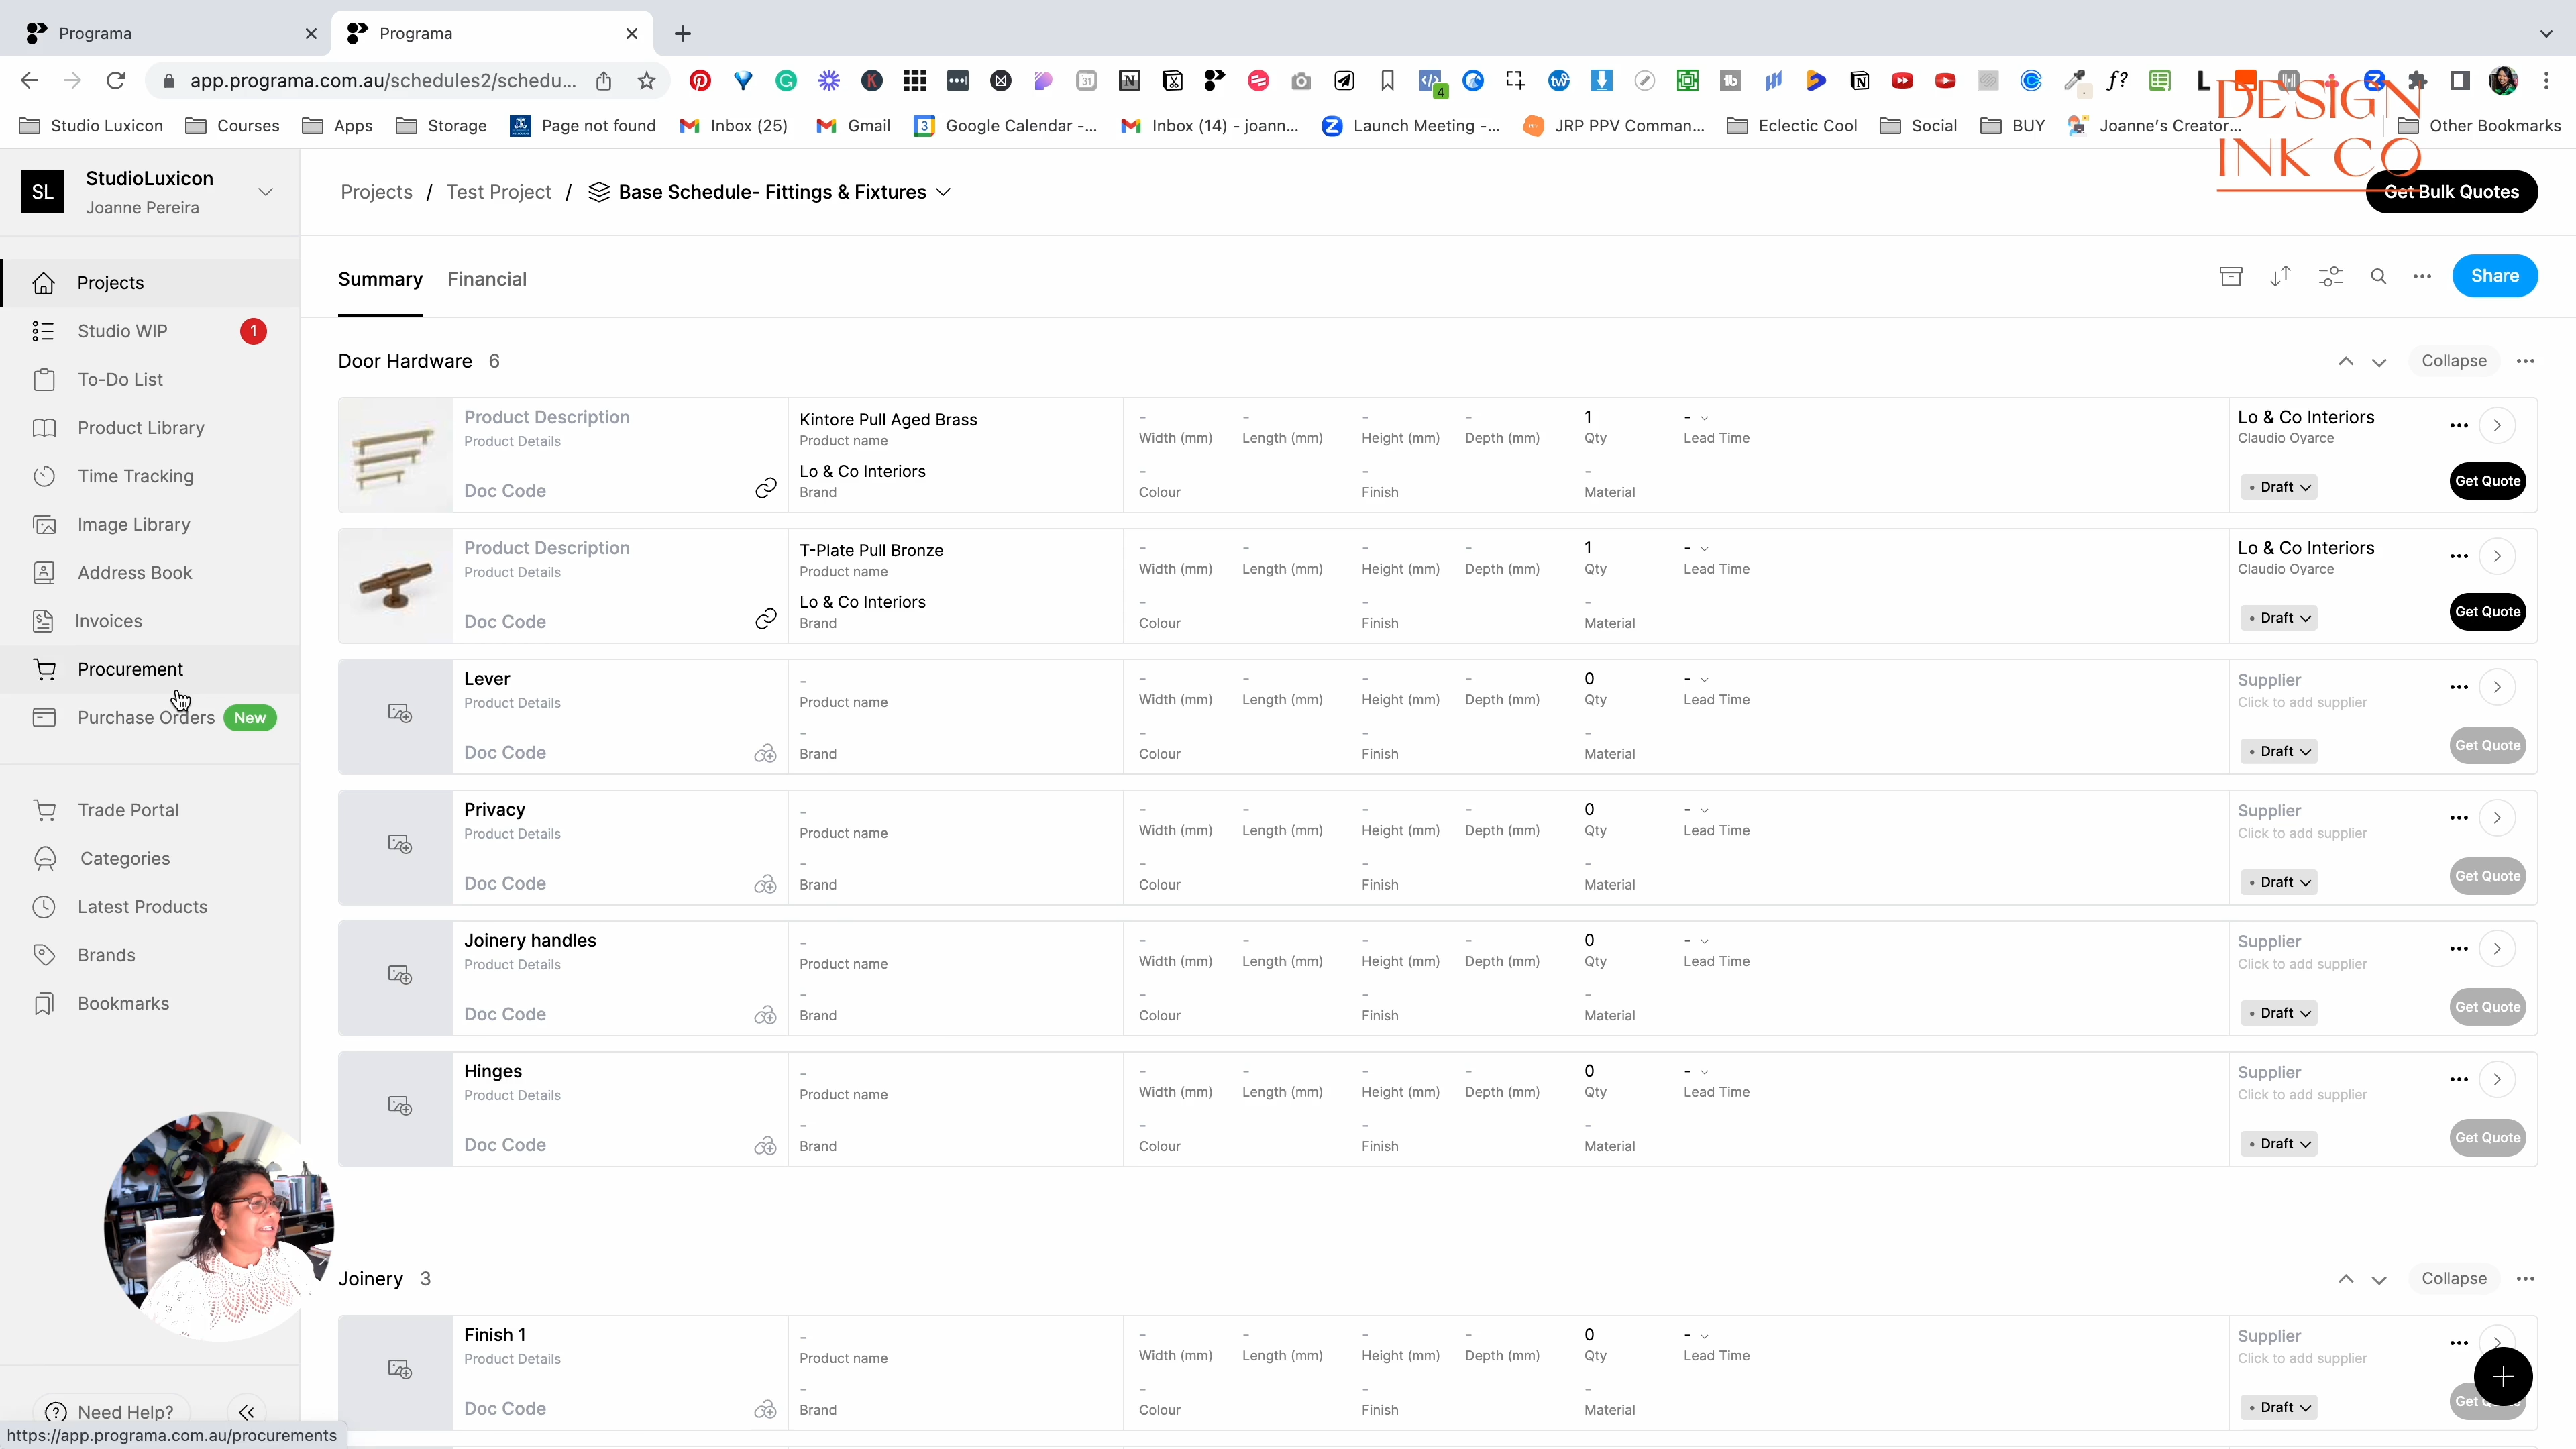 Programa
Programa
app.programa.com.au/schedules2/schedu...
Studio Luxicon
Courses
Apps
Storage
Page not found
Inbox (25)
Gmail
Google Calendar -...
Inbox (14) - joann...
Launch Meeting -...
JRP PPV Comman...
Eclectic Cool
Social
BUY
Joanne's Creator...
Other Bookmarks
DESIGN
INK CO
SL
StudioLuxicon
Joanne Pereira
Projects / Test Project / Base Schedule- Fittings & Fixtures
Get Bulk Quotes
Projects
Studio WIP 1
To-Do List
Product Library
Time Tracking
Image Library
Address Book
Invoices
Procurement
Purchase Orders New
Trade Portal
Categories
Latest Products
Brands
Bookmarks
Need Help?
https://app.programa.com.au/procurements
Summary Financial
Share
Door Hardware 6
Collapse
Product Description
Product Details
Doc Code
Kintore Pull Aged Brass
Product name
Lo & Co Interiors
Brand
- - - - 1 -
Width (mm) Length (mm) Height (mm) Depth (mm) Qty Lead Time
- - -
Colour Finish Material
Lo & Co Interiors
Claudio Oyarce
Draft
Get Quote
Product Description
Product Details
Doc Code
T-Plate Pull Bronze
Product name
Lo & Co Interiors
Brand
- - - - 1 -
Width (mm) Length (mm) Height (mm) Depth (mm) Qty Lead Time
- - -
Colour Finish Material
Lo & Co Interiors
Claudio Oyarce
Draft
Get Quote
Lever
Product Details
Doc Code
-
Product name
-
Brand
- - - - 0 -
Width (mm) Length (mm) Height (mm) Depth (mm) Qty Lead Time
- - -
Colour Finish Material
Supplier
Click to add supplier
Draft
Get Quote
Privacy
Product Details
Doc Code
-
Product name
-
Brand
- - - - 0 -
Width (mm) Length (mm) Height (mm) Depth (mm) Qty Lead Time
- - -
Colour Finish Material
Supplier
Click to add supplier
Draft
Get Quote
Joinery handles
Product Details
Doc Code
-
Product name
-
Brand
- - - - 0 -
Width (mm) Length (mm) Height (mm) Depth (mm) Qty Lead Time
- - -
Colour Finish Material
Supplier
Click to add supplier
Draft
Get Quote
Hinges
Product Details
Doc Code
-
Product name
-
Brand
- - - - 0 -
Width (mm) Length (mm) Height (mm) Depth (mm) Qty Lead Time
- - -
Colour Finish Material
Supplier
Click to add supplier
Draft
Get Quote
Joinery 3
Collapse
Finish 1
Product Details
Doc Code
-
Product name
-
Brand
- - - - 0 -
Width (mm) Length (mm) Height (mm) Depth (mm) Qty Lead Time
- - -
Colour Finish Material
Supplier
Click to add supplier
Draft
Get